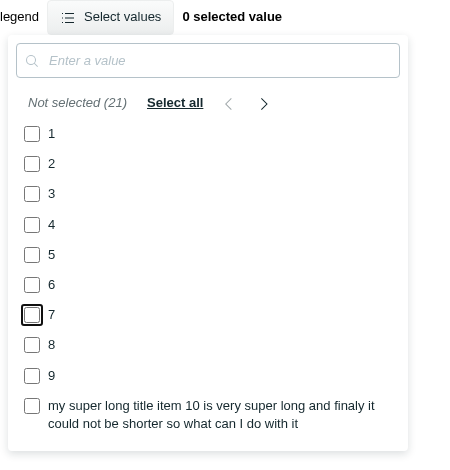 legend Select values 0 selected value
Enter a value
Not selected (21) Select all
1
2
3
4
5
6
7
8
9
my super long title item 10 is very super long and finaly it
could not be shorter so what can I do with it